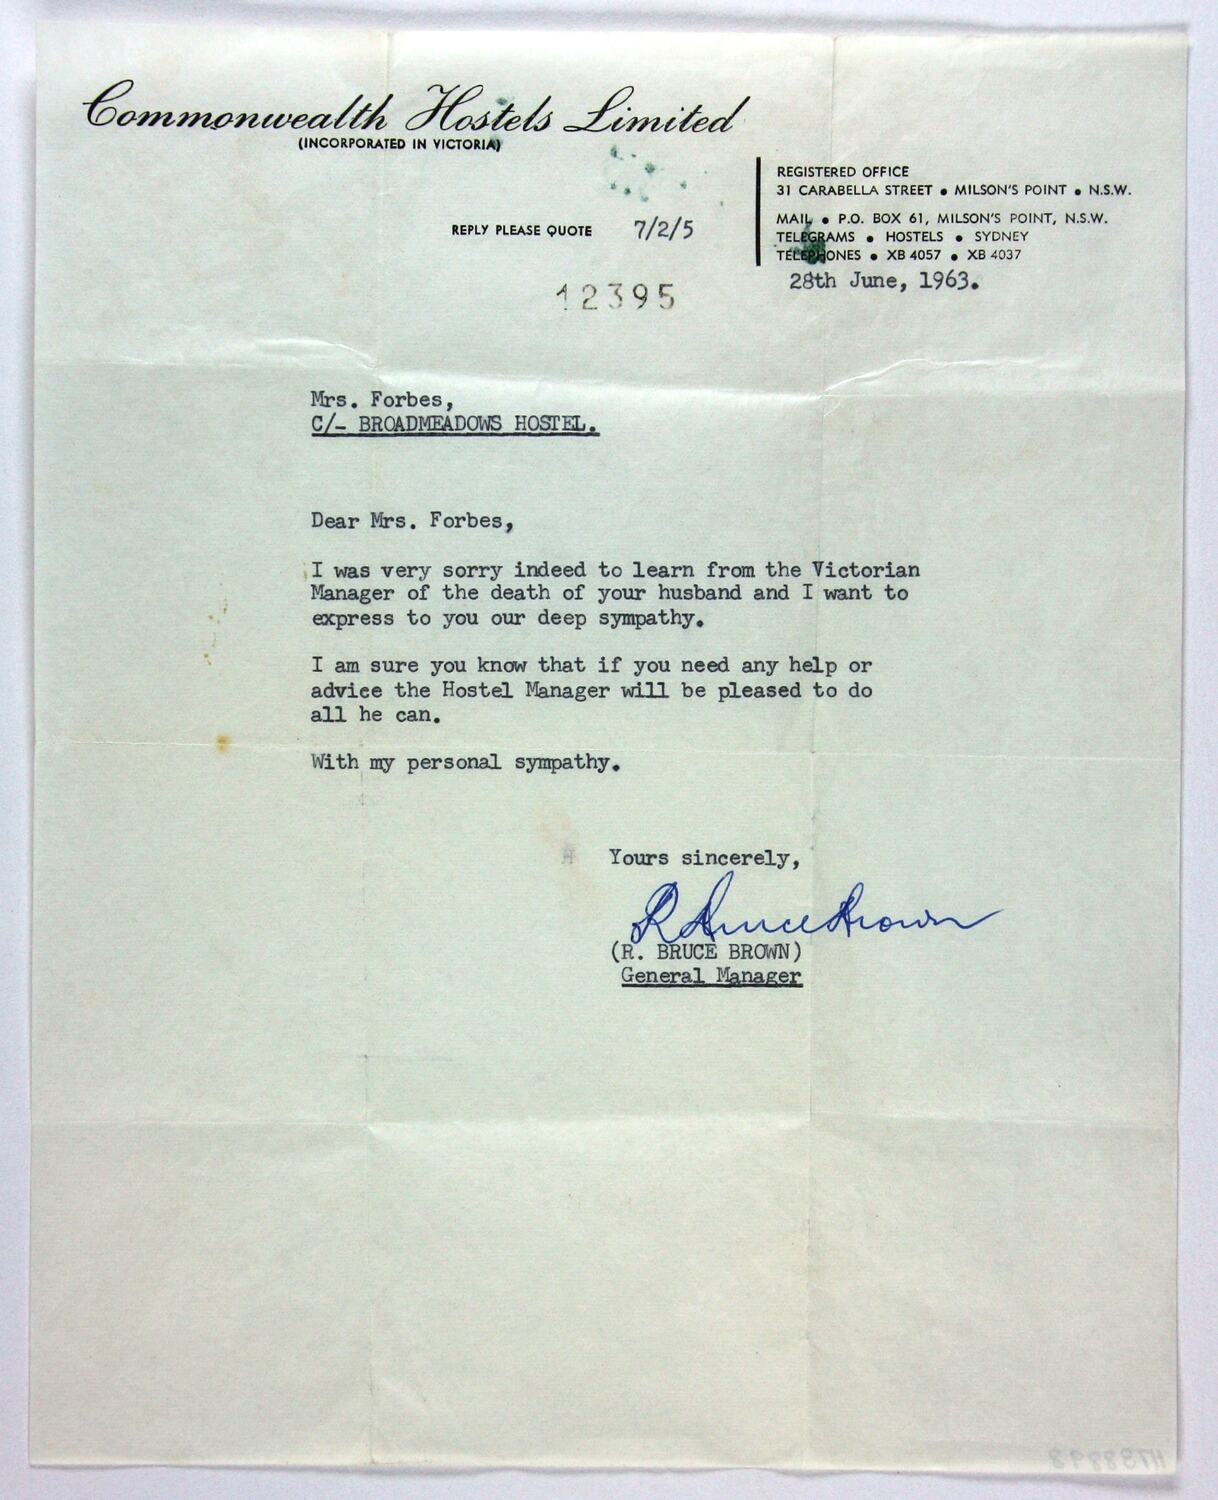 Commonwealth Hostels Limited
(INCORPORATED IN VICTORIA)
REGISTERED OFFICE
31 CARABELLA STREET • MILSON'S POINT • N.S.W.
MAIL • P.O. BOX 61, MILSON'S POINT, N.S.W.
TELEGRAMS • HOSTELS • SYDNEY
TELEPHONES • XB 4057 • XB 4037
REPLY PLEASE QUOTE 7/2/5
28th June, 1963.
12395
Mrs. Forbes,
C/- BROADMEADOWS HOSTEL.
Dear Mrs. Forbes,
I was very sorry indeed to learn from the Victorian
Manager of the death of your husband and I want to
express to you our deep sympathy.
I am sure you know that if you need any help or
advice the Hostel Manager will be pleased to do
all he can.
With my personal sympathy.
Yours sincerely,
R Bruce Brown
(R. BRUCE BROWN)
General Manager